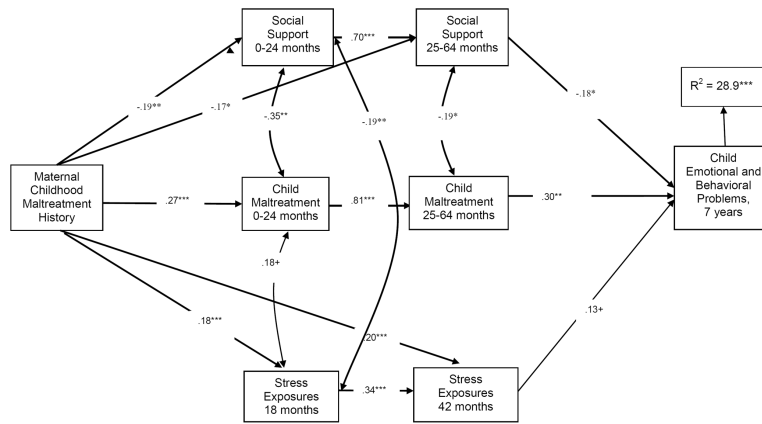 Social
Support
0-24 months
.70***
Social
Support
25-64 months
R² = 28.9***
-.19**
-.17*
-.35**
-.19**
-.19*
-.18*
Maternal
Childhood
Maltreatment
History
.27***
Child
Maltreatment
0-24 months
.81***
Child
Maltreatment
25-64 months
.30**
Child
Emotional and
Behavioral
Problems,
7 years
.18+
.18***
.20***
.13+
Stress
Exposures
18 months
.34***
Stress
Exposures
42 months